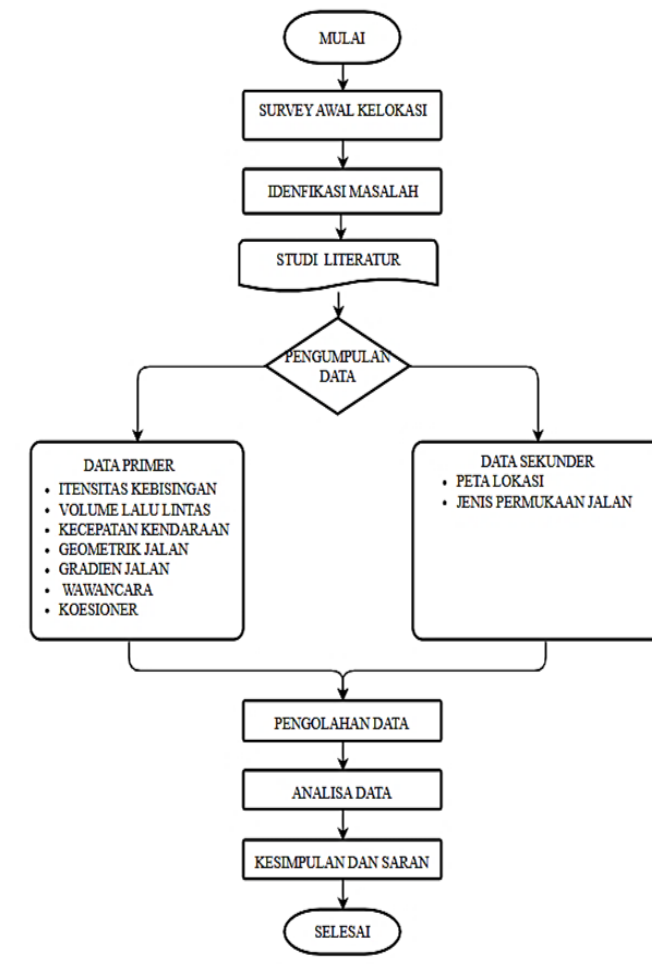 MULAI
SURVEY AWAL KELOKASI
IDENFIKASI MASALAH
STUDI LITERATUR
PENGUMPULAN
DATA
DATA PRIMER
• ITENSITAS KEBISINGAN
• VOLUME LALU LINTAS
• KECEPATAN KENDARAAN
• GEOMETRIK JALAN
• GRADIEN JALAN
• WAWANCARA
• KOESIONER
DATA SEKUNDER
• PETA LOKASI
• JENIS PERMUKAAN JALAN
PENGOLAHAN DATA
ANALISA DATA
KESIMPULAN DAN SARAN
SELESAI